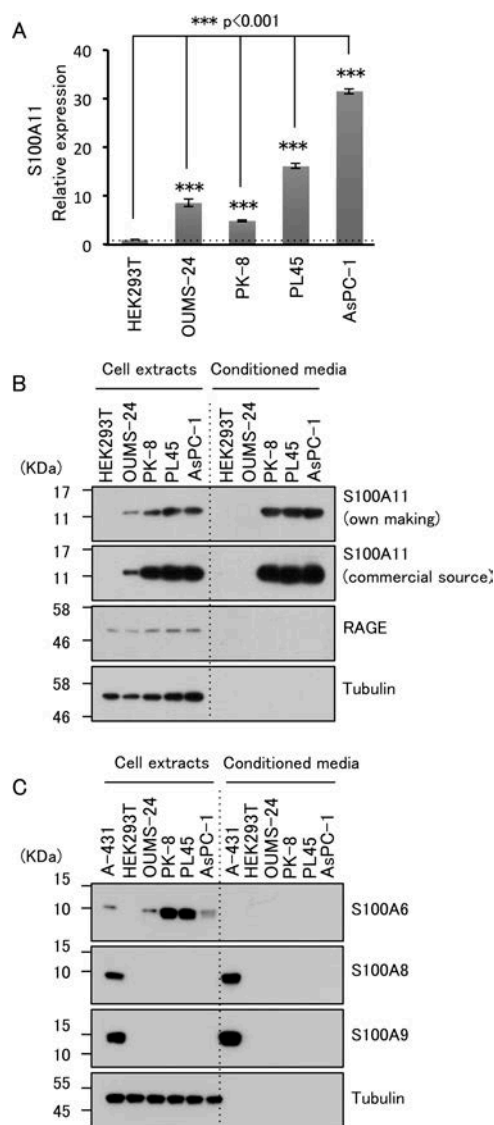 A
*** p<0.001
S100A11
Relative expression
40
30
20
10
0
***
***
***
***
HEK293T
OUMS-24
PK-8
PL45
AsPC-1
B
Cell extracts
Conditioned media
(KDa)
HEK293T
OUMS-24
PK-8
PL45
AsPC-1
HEK293T
OUMS-24
PK-8
PL45
AsPC-1
17
11
S100A11
(own making)
17
11
S100A11
(commercial source)
58
46
RAGE
58
46
Tubulin
C
Cell extracts
Conditioned media
(KDa)
A-431
HEK293T
OUMS-24
PK-8
PL45
AsPC-1
A-431
HEK293T
OUMS-24
PK-8
PL45
AsPC-1
15
10
S100A6
15
10
S100A8
15
10
S100A9
55
45
Tubulin